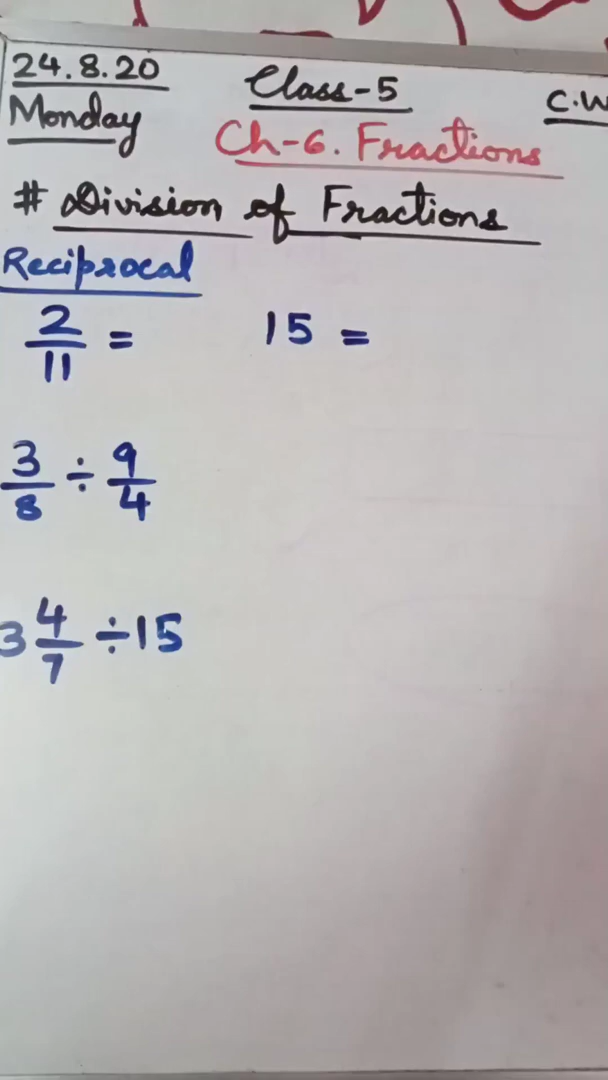 24.8.20 Class-5 C.W
Monday Ch-6. Fractions
# Division of Fractions
Reciprocal
2/11 = 15 =
3/8 ÷ 9/4
3 4/7 ÷ 15